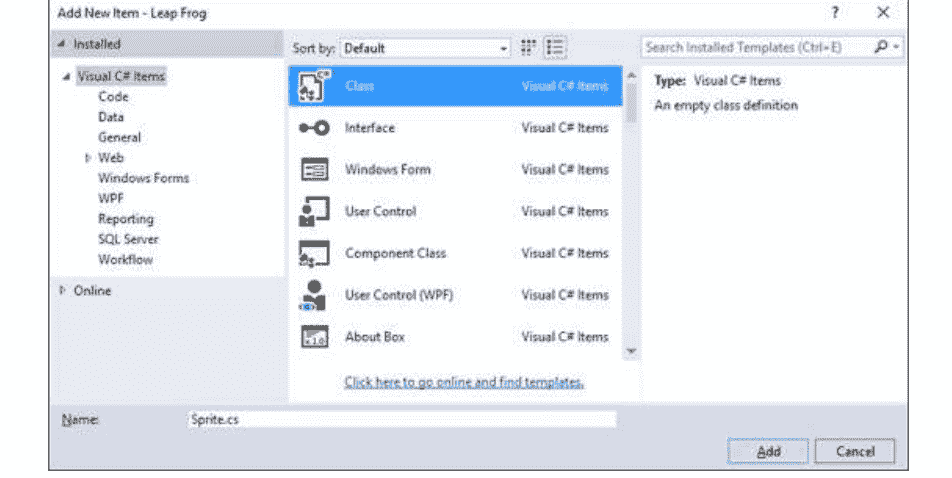 Add New Item - Leap Frog
? ×
Installed
Sort by: Default
Search Installed Templates (Ctrl+E)
Visual C# Items
Code
Data
General
Web
Windows Forms
WPF
Reporting
SQL Server
Workflow
Online
Class Visual C# Items
Interface Visual C# Items
Windows Form Visual C# Items
User Control Visual C# Items
Component Class Visual C# Items
User Control (WPF) Visual C# Items
About Box Visual C# Items
Click here to go online and find templates.
Type: Visual C# Items
An empty class definition
Name: Sprite.cs
Add Cancel